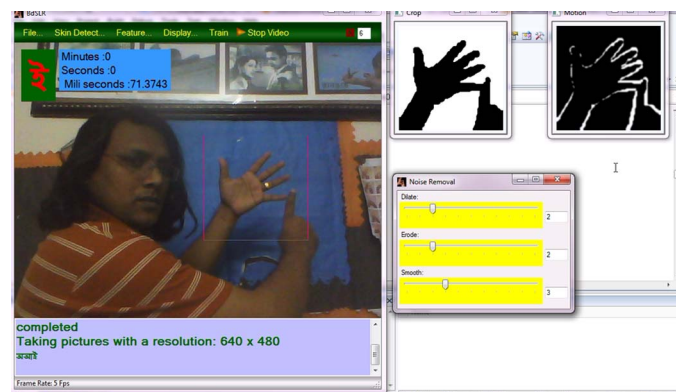 BdSLR
File... Skin Detect... Feature... Display... Train Stop Video 6
Minutes :0
Seconds :0
Mili seconds :71.3743
completed
Taking pictures with a resolution: 640 x 480
অআই
Frame Rate: 5 Fps
Crop
Motion
Noise Removal
Dilate:
2
Erode:
2
Smooth:
3